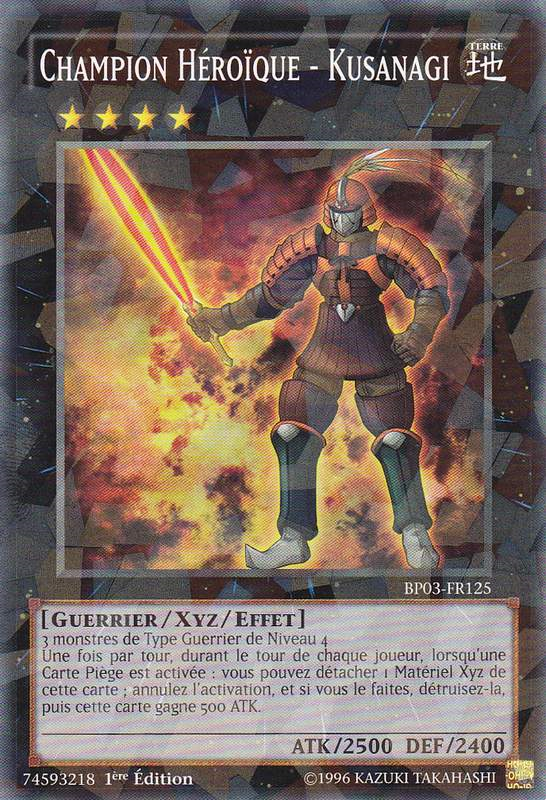 Champion Héroïque - Kusanagi
TERRE
地
BP03-FR125
[Guerrier/Xyz/Effet]
3 monstres de Type Guerrier de Niveau 4
Une fois par tour, durant le tour de chaque joueur, lorsqu'une
Carte Piège est activée : vous pouvez détacher 1 Matériel Xyz de
cette carte ; annulez l'activation, et si vous le faites, détruisez-la,
puis cette carte gagne 500 ATK.
ATK/2500 DEF/2400
74593218 1ère Édition ©1996 KAZUKI TAKAHASHI